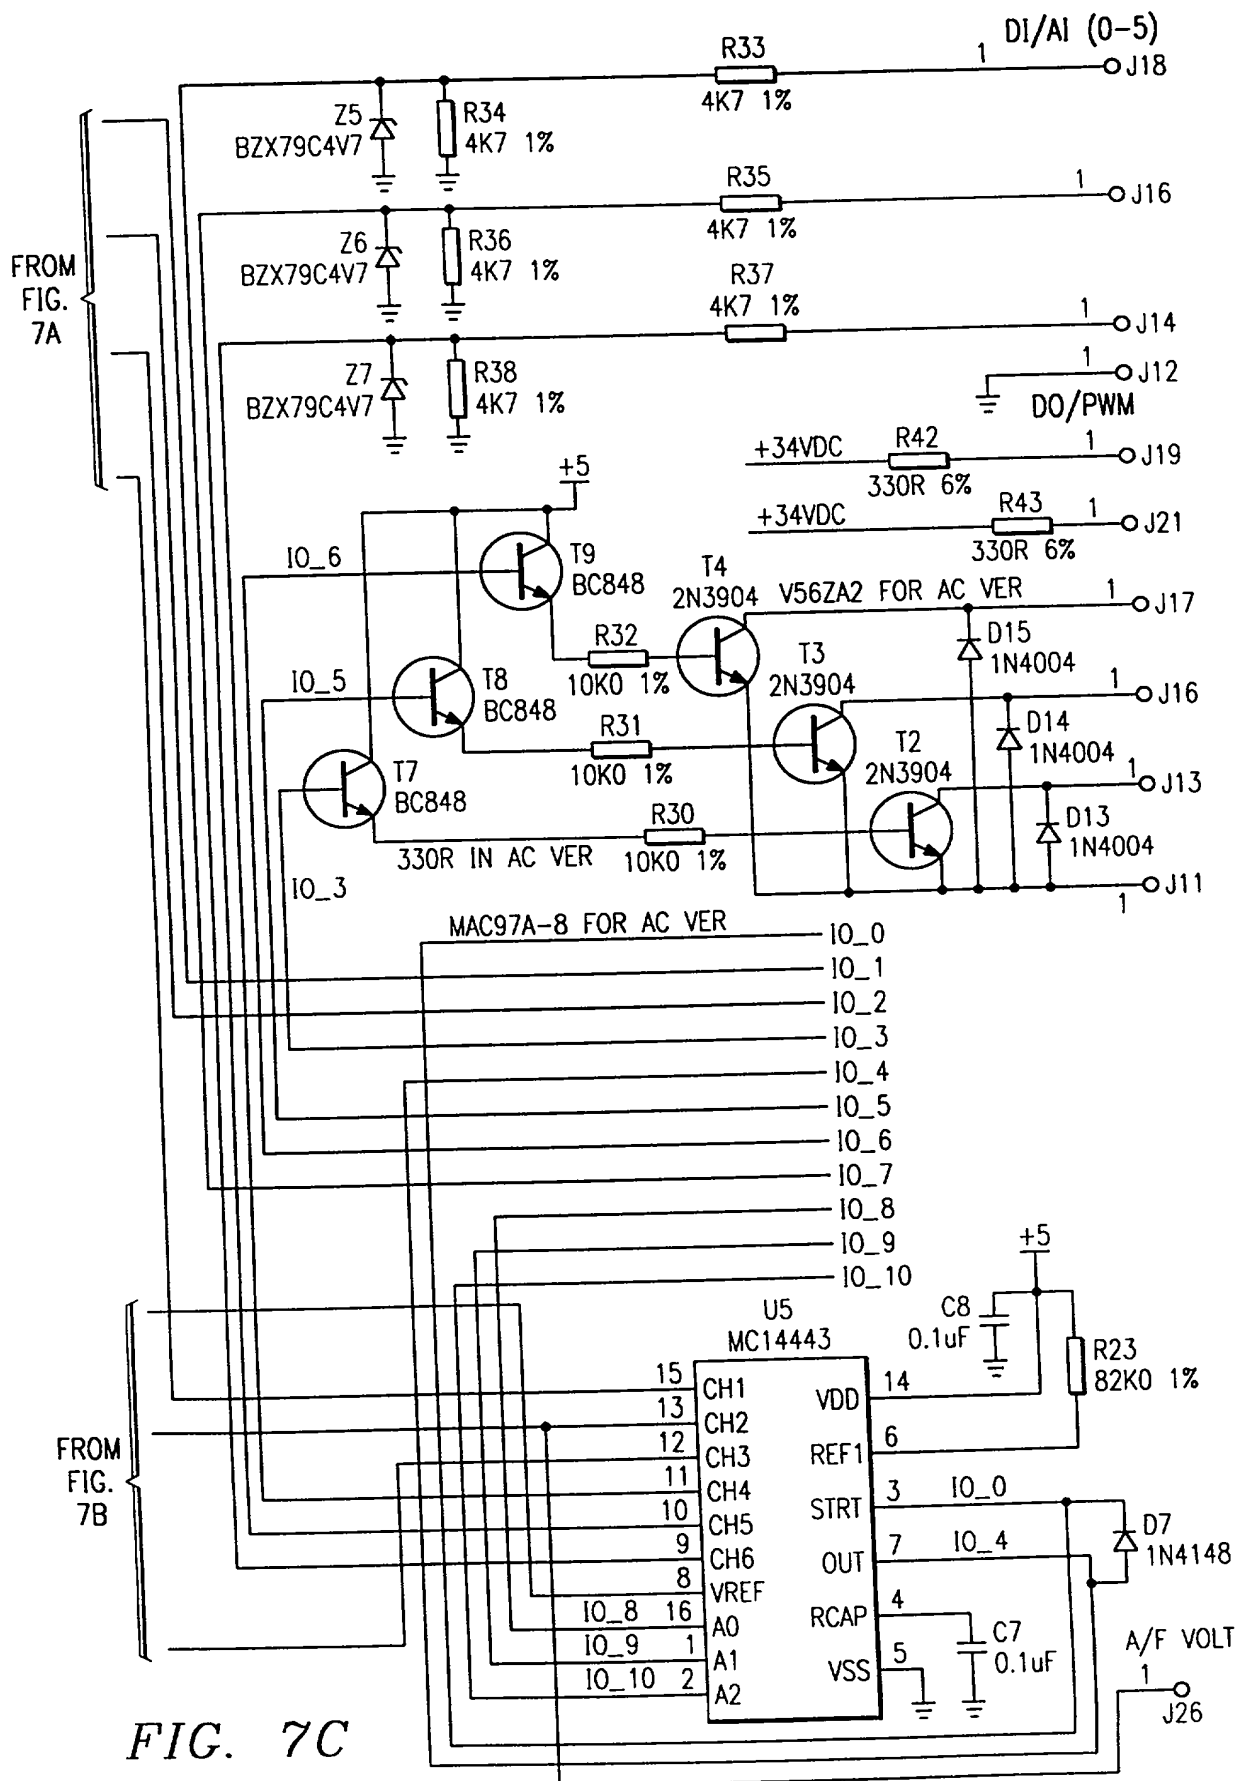 DI/AI (0-5)
R33
1
J18
4K7 1%
Z5
BZX79C4V7
R34
4K7 1%
R35
1
J16
4K7 1%
Z6
BZX79C4V7
R36
4K7 1%
FROM
FIG.
7A
R37
4K7 1%
1
J14
Z7
BZX79C4V7
R38
4K7 1%
1
J12
DO/PWM
+34VDC
R42
330R 6%
1
J19
+5
+34VDC
R43
330R 6%
1
J21
IO_6
T9
BC848
T4
2N3904
V56ZA2 FOR AC VER
1
J17
R32
10K0 1%
D15
1N4004
IO_5
T8
BC848
T3
2N3904
1
J16
R31
10K0 1%
D14
1N4004
T7
BC848
T2
2N3904
1
J13
R30
10K0 1%
D13
1N4004
330R IN AC VER
IO_3
J11
1
MAC97A-8 FOR AC VER
IO_0
IO_1
IO_2
IO_3
IO_4
IO_5
IO_6
IO_7
IO_8
IO_9
IO_10
+5
U5
MC14443
C8
0.1uF
R23
82K0 1%
FROM
FIG.
7B
15 CH1
13 CH2
12 CH3
11 CH4
10 CH5
9 CH6
8 VREF
IO_8 16 A0
IO_9 1 A1
IO_10 2 A2
VDD 14
REF1 6
STRT 3 IO_0
OUT 7 IO_4
RCAP 4
VSS 5
D7
1N4148
C7
0.1uF
A/F VOLT
1
J26
FIG. 7C